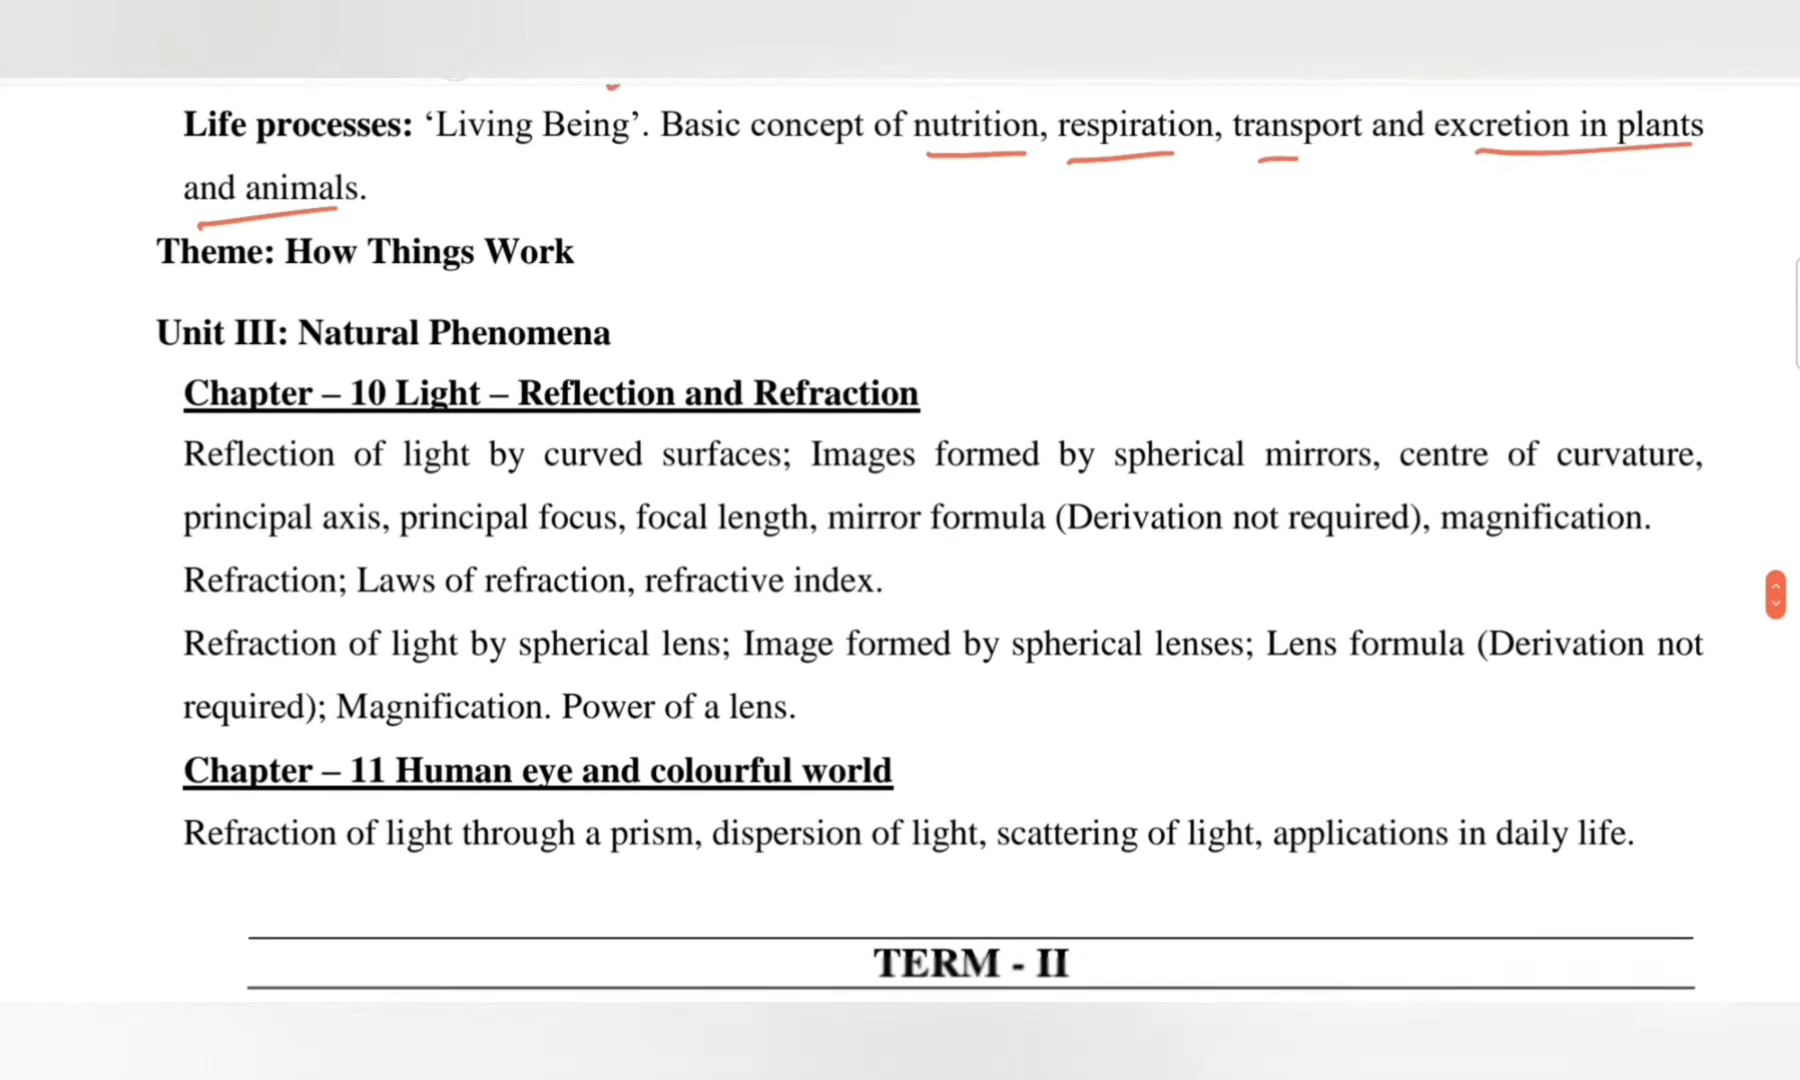 Life processes: ‘Living Being’. Basic concept of nutrition, respiration, transport and excretion in plants
and animals.
Theme: How Things Work
Unit III: Natural Phenomena
Chapter – 10 Light – Reflection and Refraction
Reflection of light by curved surfaces; Images formed by spherical mirrors, centre of curvature,
principal axis, principal focus, focal length, mirror formula (Derivation not required), magnification.
Refraction; Laws of refraction, refractive index.
Refraction of light by spherical lens; Image formed by spherical lenses; Lens formula (Derivation not
required); Magnification. Power of a lens.
Chapter – 11 Human eye and colourful world
Refraction of light through a prism, dispersion of light, scattering of light, applications in daily life.
TERM - II